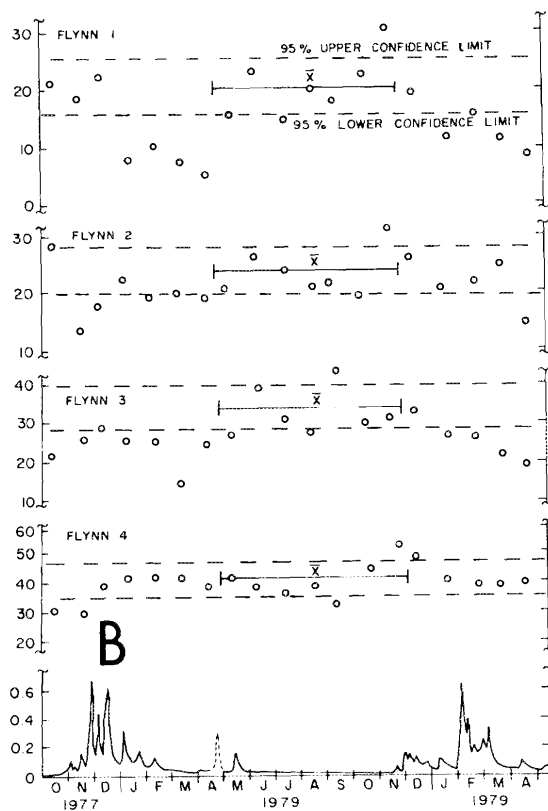 FLYNN 1
30
20
10
0
95 % UPPER CONFIDENCE LIMIT
x̄
95 % LOWER CONFIDENCE LIMIT
FLYNN 2
30
20
10
x̄
FLYNN 3
40
30
20
10
x̄
FLYNN 4
60
50
40
30
20
x̄
B
0 6
0 4
0 2
0
O N D J F M A M J J A S O N D J F M A
1977 1979 1979